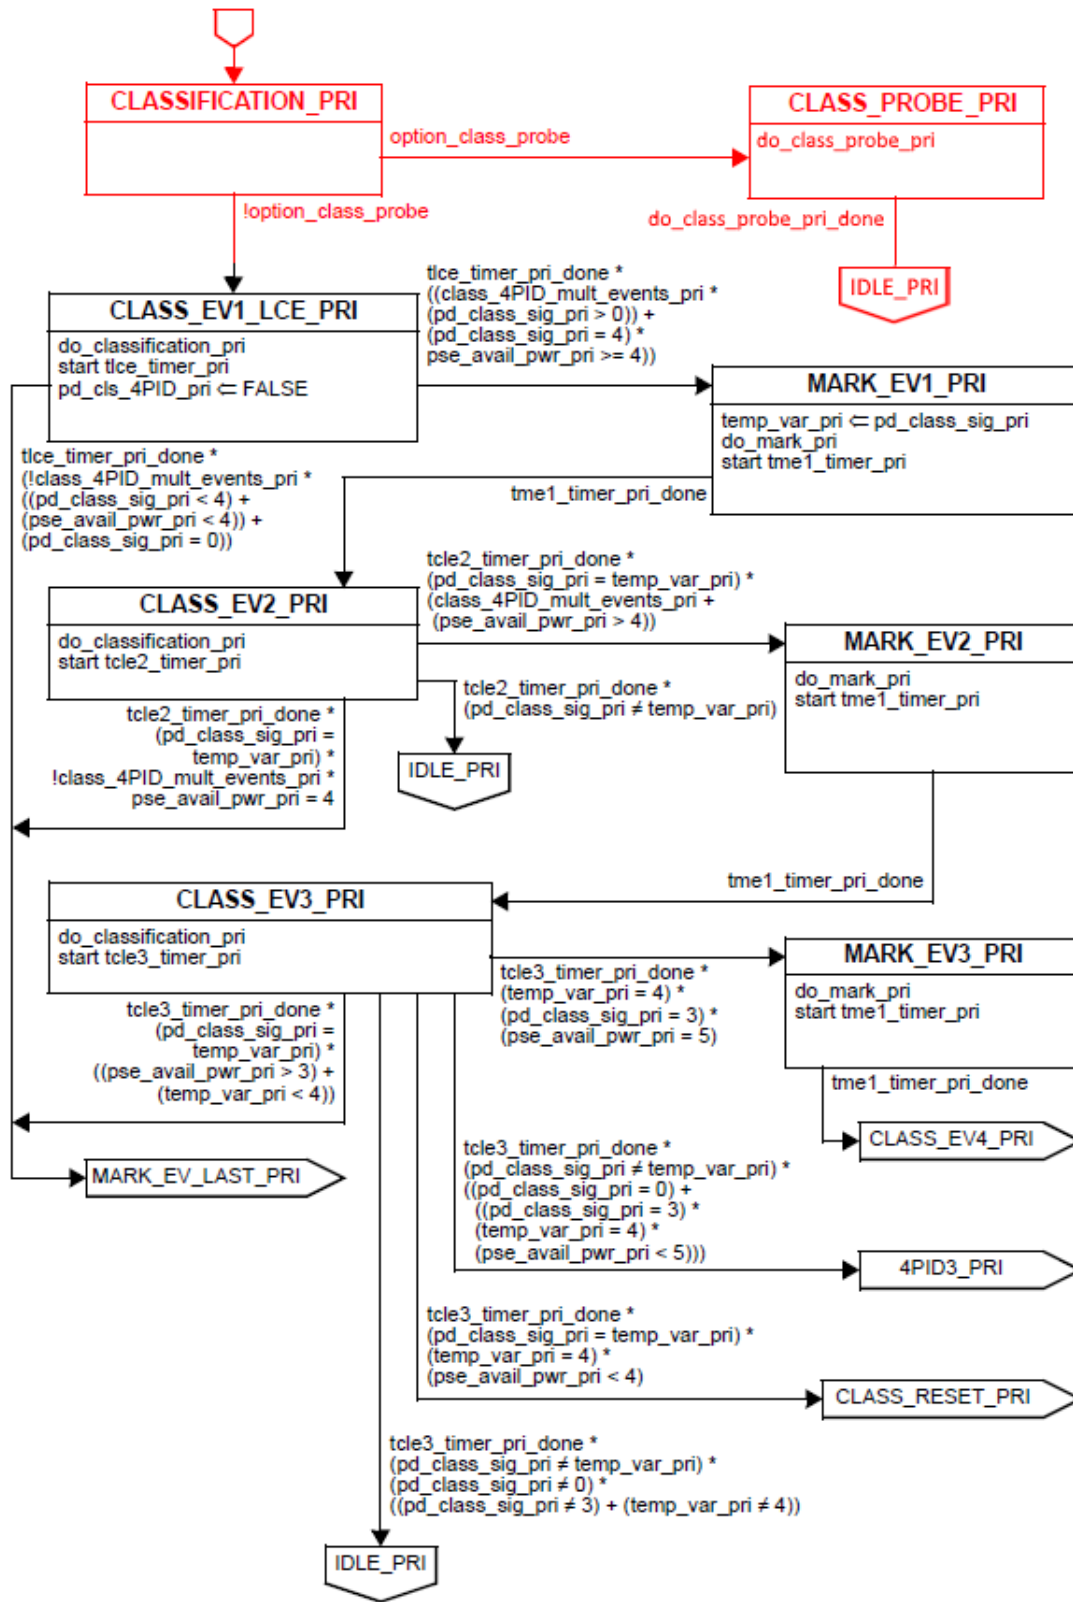 CLASSIFICATION_PRI
CLASS_PROBE_PRI
option_class_probe
do_class_probe_pri
!option_class_probe
do_class_probe_pri_done
IDLE_PRI
tlce_timer_pri_done *
((class_4PID_mult_events_pri *
(pd_class_sig_pri > 0)) +
(pd_class_sig_pri = 4) *
pse_avail_pwr_pri >= 4))
CLASS_EV1_LCE_PRI
do_classification_pri
start tlce_timer_pri
pd_cls_4PID_pri ⇐ FALSE
MARK_EV1_PRI
temp_var_pri ⇐ pd_class_sig_pri
do_mark_pri
start tme1_timer_pri
tlce_timer_pri_done *
(!class_4PID_mult_events_pri *
((pd_class_sig_pri < 4) +
(pse_avail_pwr_pri < 4)) +
(pd_class_sig_pri = 0))
tme1_timer_pri_done
tcle2_timer_pri_done *
(pd_class_sig_pri = temp_var_pri) *
(class_4PID_mult_events_pri +
(pse_avail_pwr_pri > 4))
CLASS_EV2_PRI
do_classification_pri
start tcle2_timer_pri
MARK_EV2_PRI
do_mark_pri
start tme1_timer_pri
tcle2_timer_pri_done *
(pd_class_sig_pri ≠ temp_var_pri)
IDLE_PRI
tcle2_timer_pri_done *
(pd_class_sig_pri =
temp_var_pri) *
!class_4PID_mult_events_pri *
pse_avail_pwr_pri = 4
tme1_timer_pri_done
CLASS_EV3_PRI
do_classification_pri
start tcle3_timer_pri
MARK_EV3_PRI
do_mark_pri
start tme1_timer_pri
tcle3_timer_pri_done *
(temp_var_pri = 4) *
(pd_class_sig_pri = 3) *
(pse_avail_pwr_pri = 5)
tcle3_timer_pri_done *
(pd_class_sig_pri =
temp_var_pri) *
((pse_avail_pwr_pri > 3) +
(temp_var_pri < 4))
tme1_timer_pri_done
CLASS_EV4_PRI
MARK_EV_LAST_PRI
tcle3_timer_pri_done *
(pd_class_sig_pri ≠ temp_var_pri) *
((pd_class_sig_pri = 0) +
((pd_class_sig_pri = 3) *
(temp_var_pri = 4) *
(pse_avail_pwr_pri < 5)))
4PID3_PRI
tcle3_timer_pri_done *
(pd_class_sig_pri = temp_var_pri) *
(temp_var_pri = 4) *
(pse_avail_pwr_pri < 4)
CLASS_RESET_PRI
tcle3_timer_pri_done *
(pd_class_sig_pri ≠ temp_var_pri) *
(pd_class_sig_pri ≠ 0) *
((pd_class_sig_pri ≠ 3) + (temp_var_pri ≠ 4))
IDLE_PRI